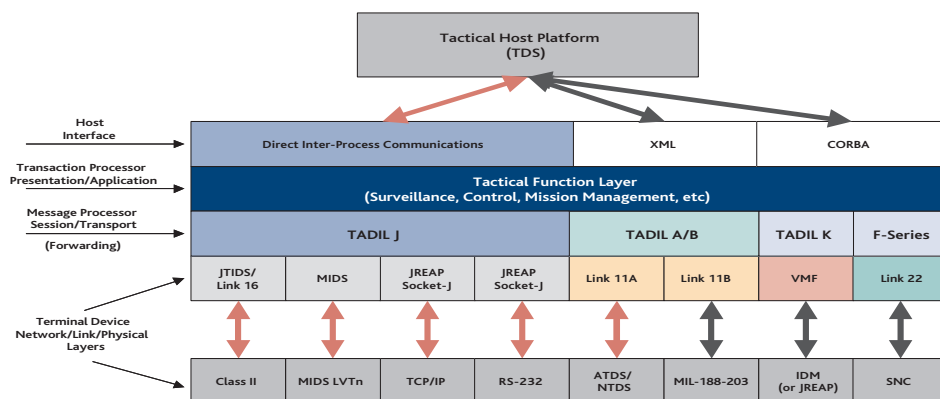 Tactical Host Platform
(TDS)
Host
Interface
Direct Inter-Process Communications
XML
CORBA
Transaction Processor
Presentation/Application
Tactical Function Layer
(Surveillance, Control, Mission Management, etc)
Message Processor
Session/Transport
(Forwarding)
TADIL J
TADIL A/B
TADIL K
F-Series
JTIDS/
Link 16
MIDS
JREAP
Socket-J
JREAP
Socket-J
Link 11A
Link 11B
VMF
Link 22
Terminal Device
Network/Link/Physical
Layers
Class II
MIDS LVTn
TCP/IP
RS-232
ATDS/
NTDS
MIL-188-203
IDM
(or JREAP)
SNC